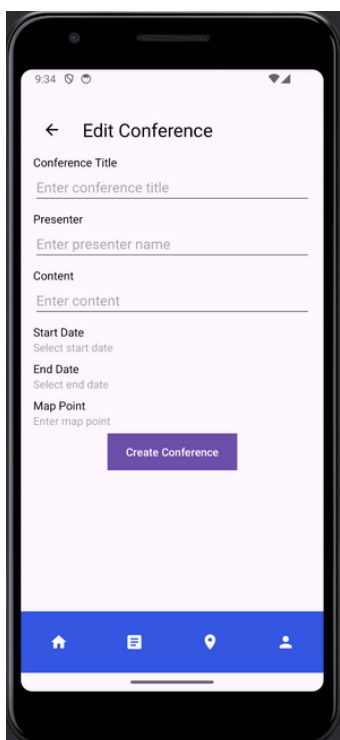 9:34
Edit Conference
Conference Title
Enter conference title
Presenter
Enter presenter name
Content
Enter content
Start Date
Select start date
End Date
Select end date
Map Point
Enter map point
Create Conference